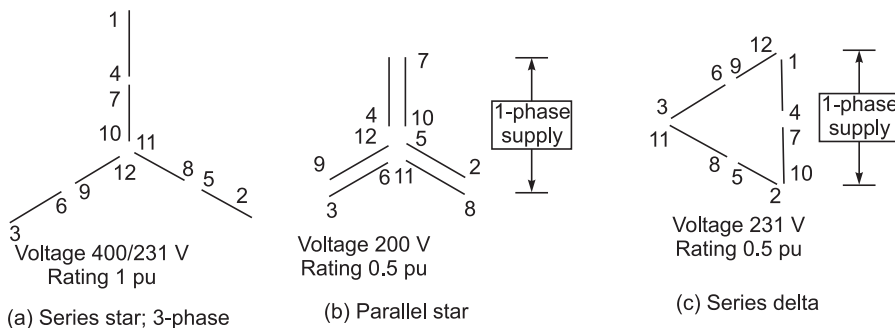 1
4
7
10
11
12
8
5
2
9
6
3
Voltage 400/231 V
Rating 1 pu
(a) Series star; 3-phase
7
4
10
12
5
9
2
6
11
3
8
1-phase
supply
Voltage 200 V
Rating 0.5 pu
(b) Parallel star
12
1
9
6
3
4
11
7
8
5
10
2
1-phase
supply
Voltage 231 V
Rating 0.5 pu
(c) Series delta